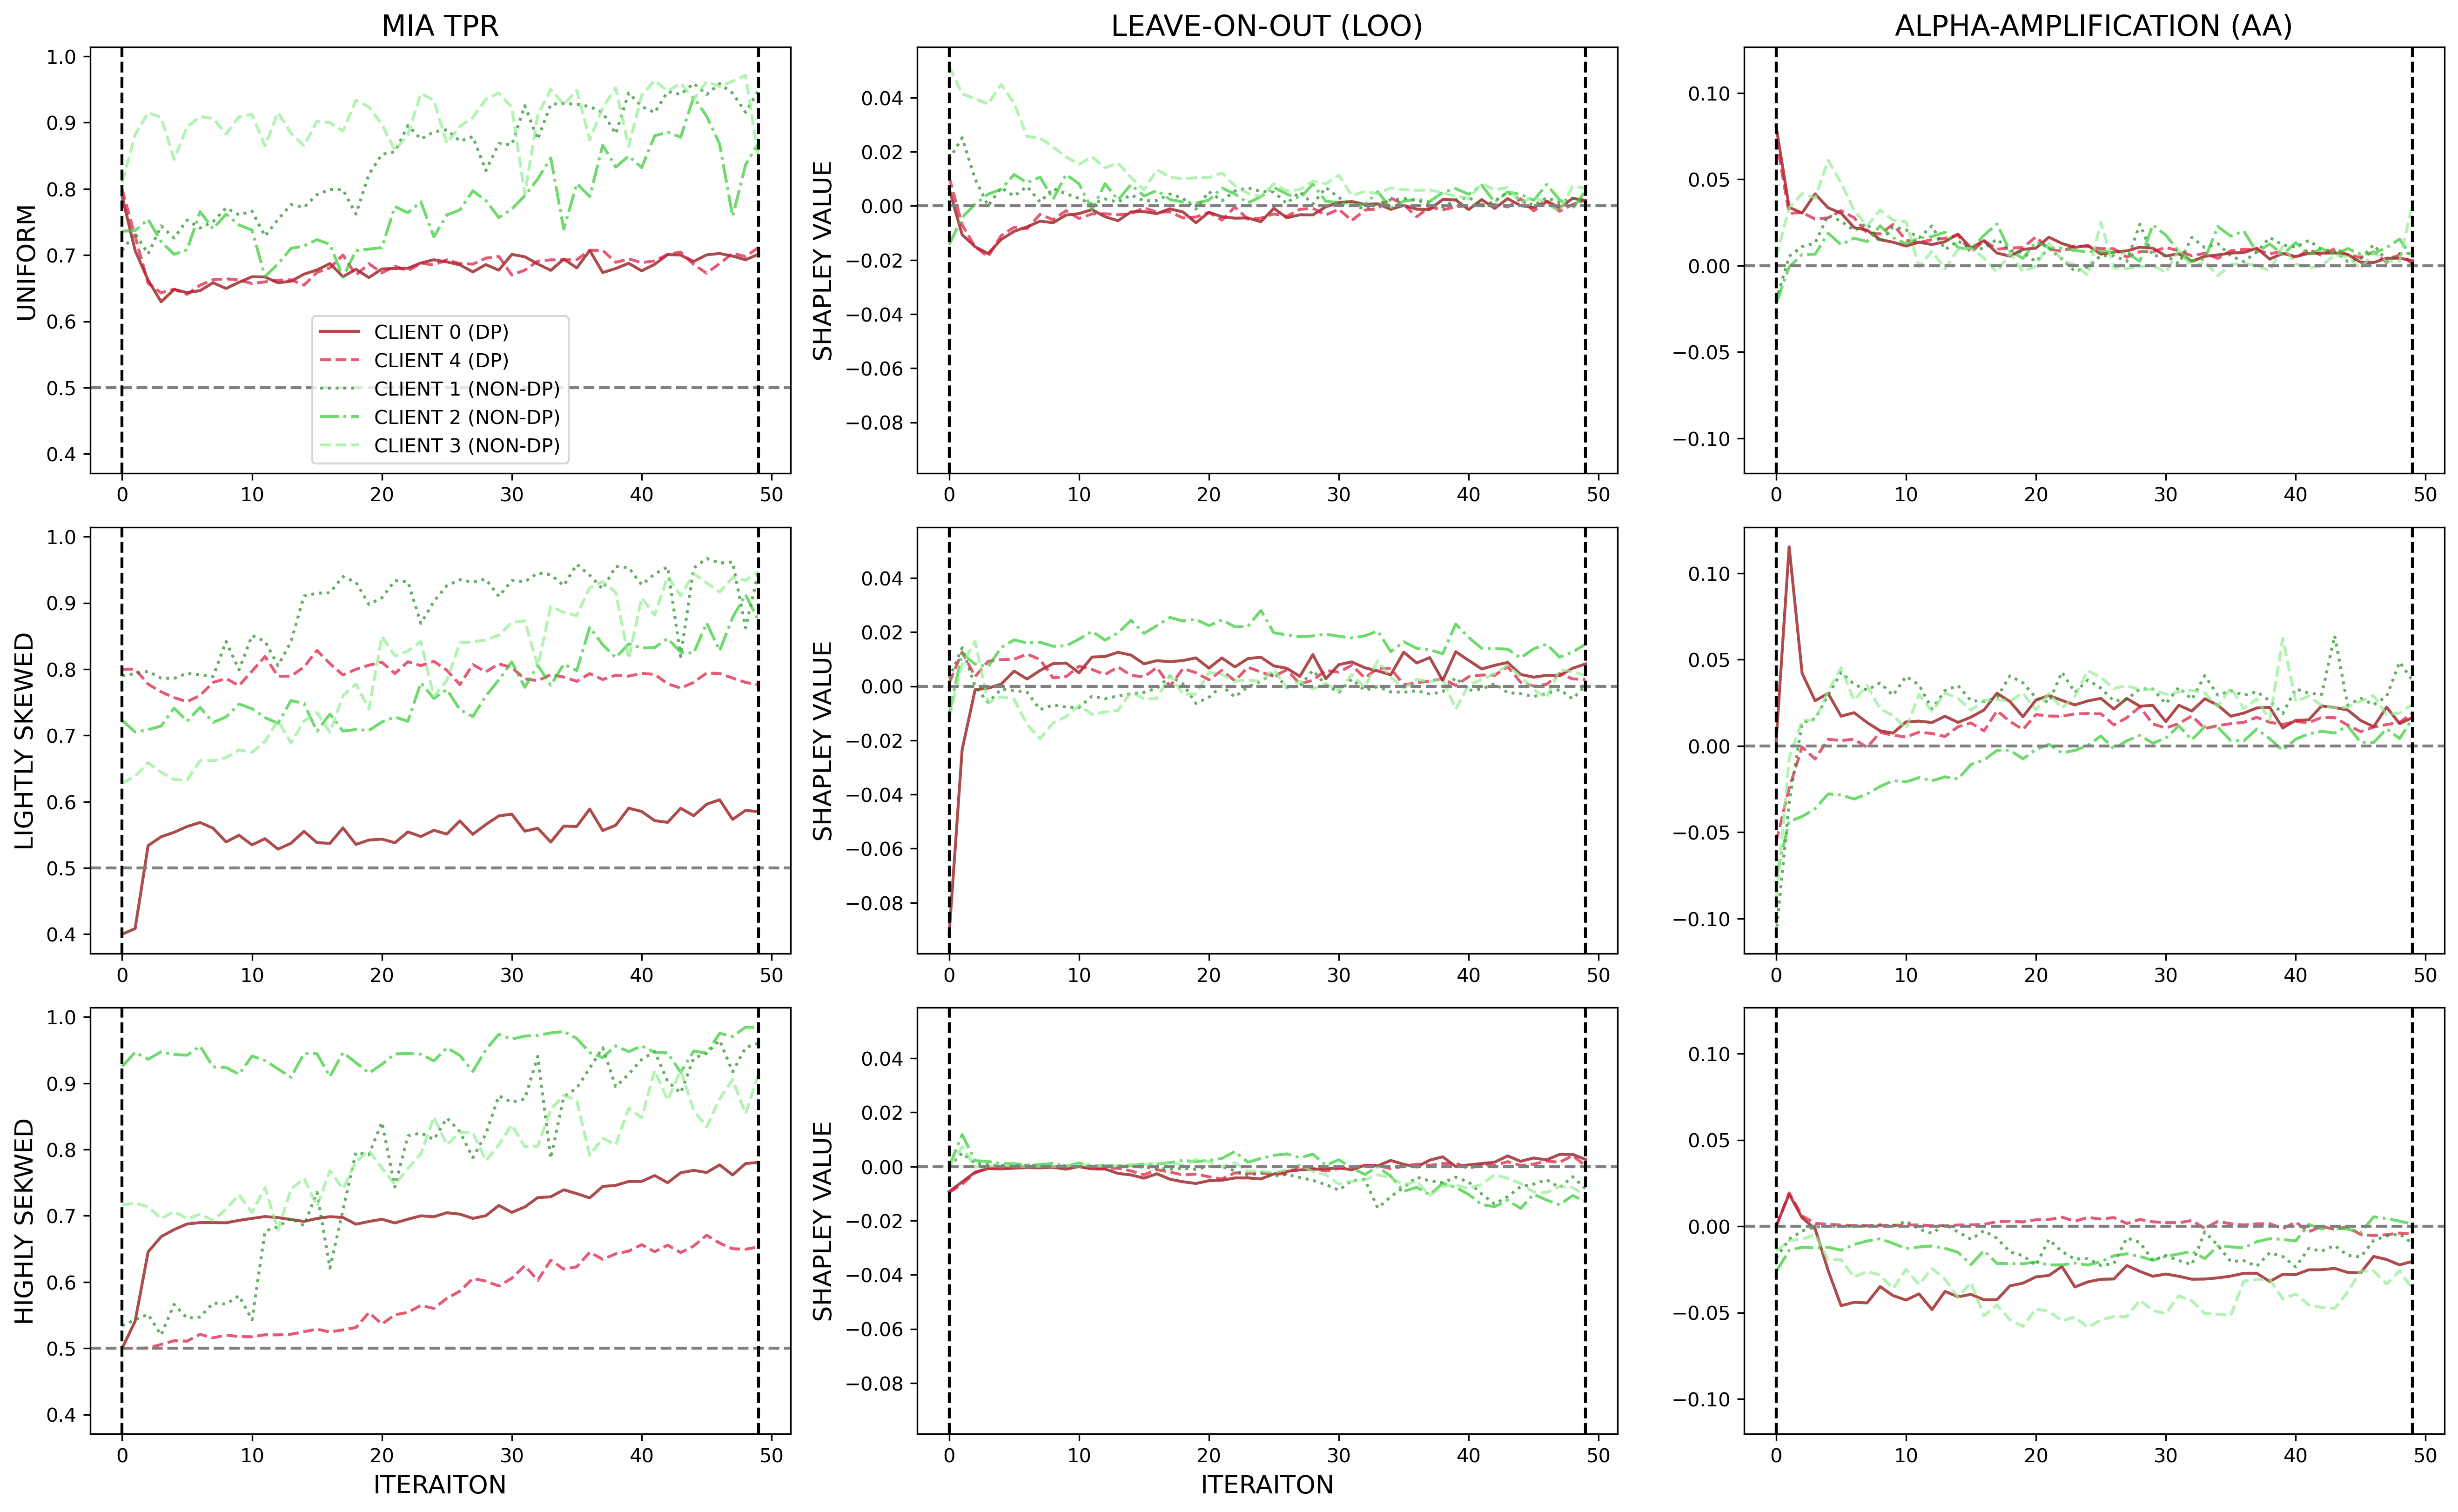 MIA TPR
LEAVE-ON-OUT (LOO)
ALPHA-AMPLIFICATION (AA)
UNIFORM
1.0
0.9
0.8
0.7
0.6
0.5
0.4
CLIENT 0 (DP)
CLIENT 4 (DP)
CLIENT 1 (NON-DP)
CLIENT 2 (NON-DP)
CLIENT 3 (NON-DP)
0 10 20 30 40 50
SHAPLEY VALUE
0.04
0.02
0.00
−0.02
−0.04
−0.06
−0.08
0 10 20 30 40 50
0.10
0.05
0.00
−0.05
−0.10
0 10 20 30 40 50
LIGHTLY SKEWED
1.0
0.9
0.8
0.7
0.6
0.5
0.4
0 10 20 30 40 50
SHAPLEY VALUE
0.04
0.02
0.00
−0.02
−0.04
−0.06
−0.08
0 10 20 30 40 50
0.10
0.05
0.00
−0.05
−0.10
0 10 20 30 40 50
HIGHLY SEKWED
1.0
0.9
0.8
0.7
0.6
0.5
0.4
0 10 20 30 40 50
ITERAITON
SHAPLEY VALUE
0.04
0.02
0.00
−0.02
−0.04
−0.06
−0.08
0 10 20 30 40 50
ITERAITON
0.10
0.05
0.00
−0.05
−0.10
0 10 20 30 40 50